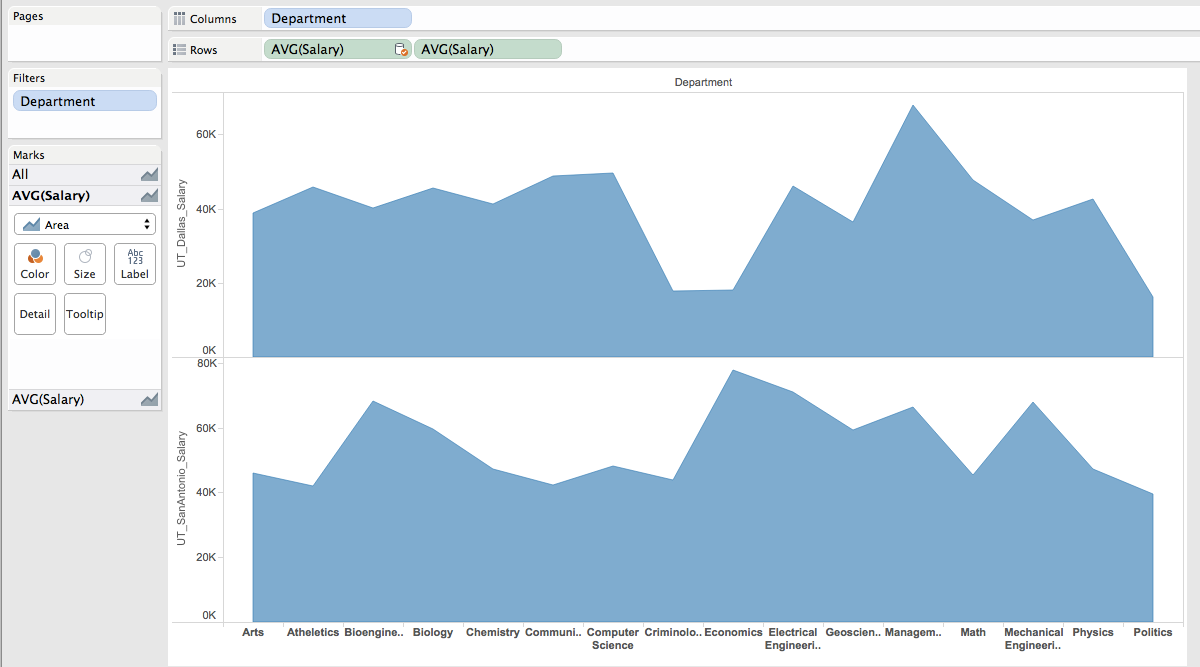 Pages
Columns
Department
Rows
AVG(Salary)
AVG(Salary)
Filters
Department
Marks
All
AVG(Salary)
Area
Color
Size
Abc
123
Label
Detail
Tooltip
AVG(Salary)
Department
UT_Dallas_Salary
60K
40K
20K
0K
UT_SanAntonio_Salary
80K
60K
40K
20K
0K
Arts
Atheletics
Bioengine..
Biology
Chemistry
Communi..
Computer
Science
Criminolo..
Economics
Electrical
Engineeri..
Geoscien..
Managem..
Math
Mechanical
Engineeri..
Physics
Politics